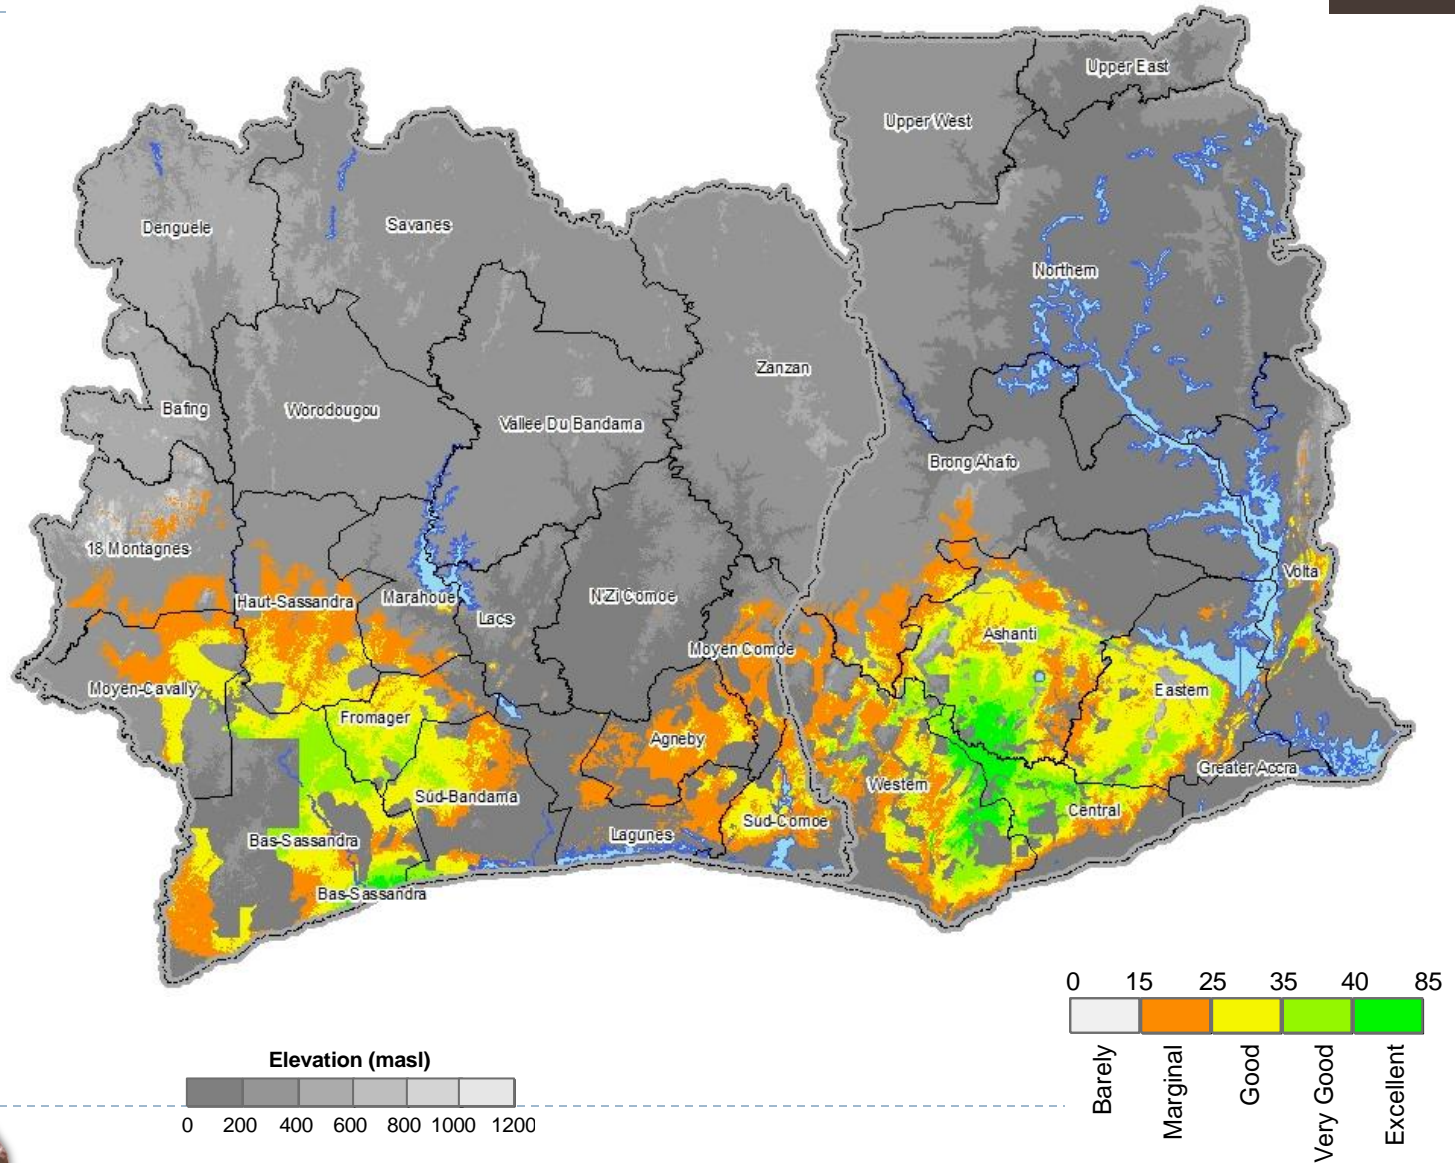 Upper East
Upper West
Denguele
Savanes
Northern
Zanzan
Bafing
Worodougou
Vallee Du Bandama
Brong Ahafo
18 Montagnes
Volta
Haut-Sassandra
Marahoue
N'Zi Comoe
Lacs
Ashanti
Moyen Comoe
Moyen-Cavally
Eastern
Fromager
Agneby
Greater Accra
Western
Sud-Bandama
Central
Sud-Comoe
Lagunes
Bas-Sassandra
Bas-Sassandra
0 15 25 35 40 85
Barely
Marginal
Good
Very Good
Excellent
Elevation (masl)
0 200 400 600 800 1000 1200